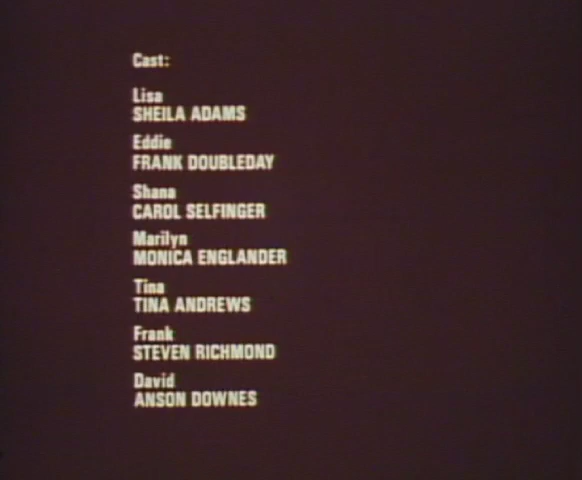 Cast:
Lisa
SHEILA ADAMS
Eddie
FRANK DOUBLEDAY
Shana
CAROL SELFINGER
Marilyn
MONICA ENGLANDER
Tina
TINA ANDREWS
Frank
STEVEN RICHMOND
David
ANSON DOWNES